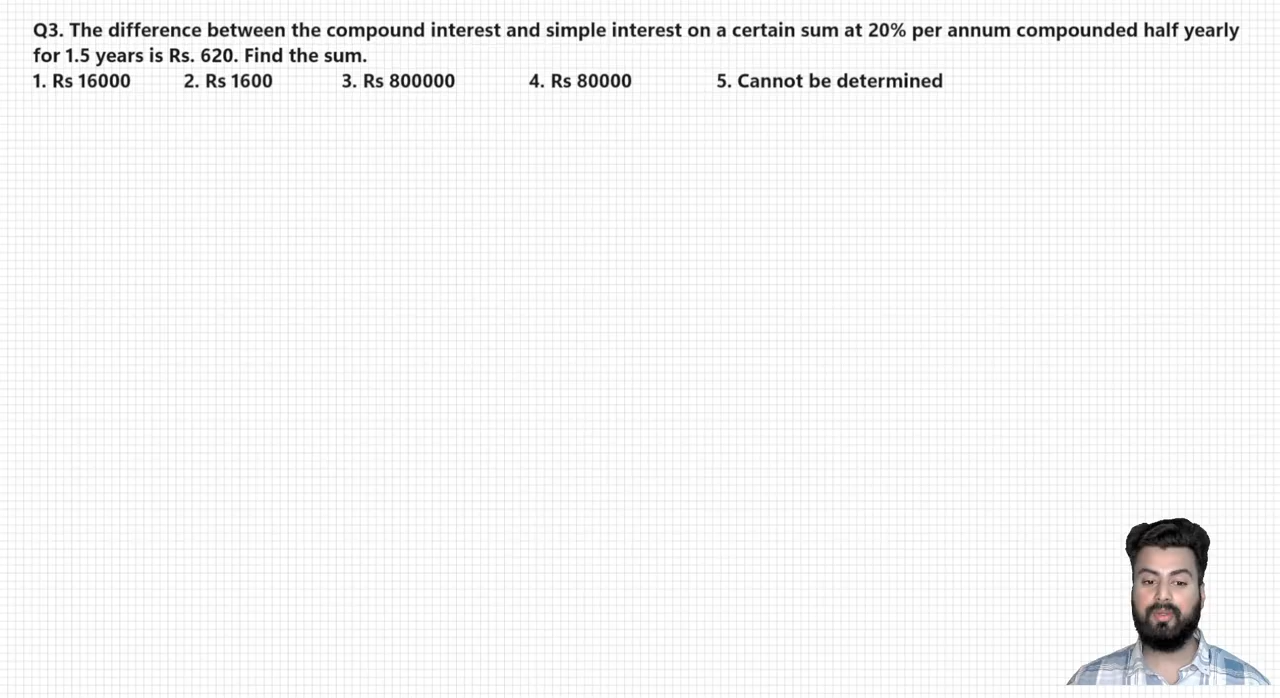 Q3. The difference between the compound interest and simple interest on a certain sum at 20% per annum compounded half yearly
for 1.5 years is Rs. 620. Find the sum.
1. Rs 16000 2. Rs 1600 3. Rs 800000 4. Rs 80000 5. Cannot be determined